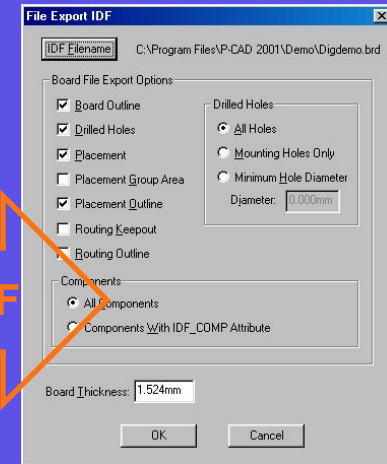 File Export IDF
IDF Filename C:\Program Files\P-CAD 2001\Demo\Digdemo.brd
Board File Export Options
Board Outline
Drilled Holes
Placement
Placement Group Area
Placement Outline
Routing Keepout
Routing Outline
Drilled Holes
All Holes
Mounting Holes Only
Minimum Hole Diameter
Diameter: 0.000mm
Components
All Components
Components With IDF_COMP Attribute
Board Thickness: 1.524mm
OK Cancel